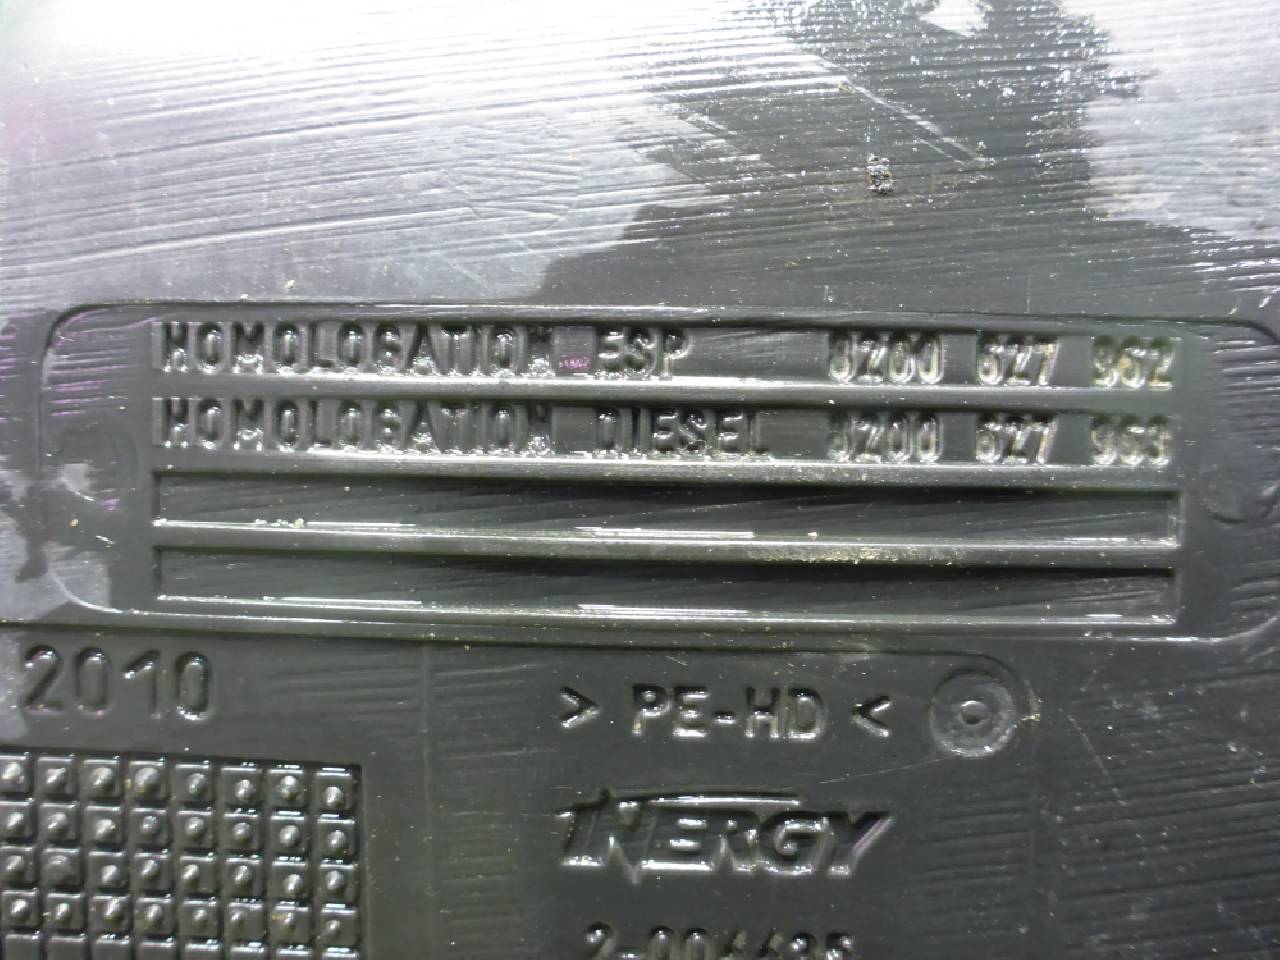 HOMOLOGATION ESP 8200 627 962
HOMOLOGATION DIESEL 8200 627 963
2010
> PE-HD <
INERGY